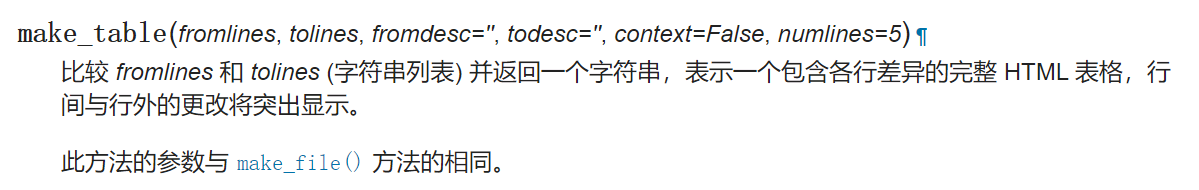 make_table(fromlines, tolines, fromdesc='', todesc='', context=False, numlines=5)¶
比较 fromlines 和 tolines (字符串列表) 并返回一个字符串，表示一个包含各行差异的完整 HTML 表格，行
间与行外的更改将突出显示。
此方法的参数与 make_file() 方法的相同。